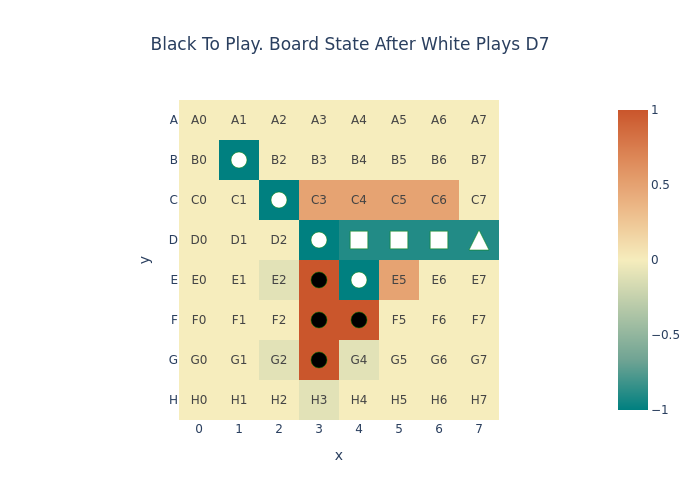 Black To Play. Board State After White Plays D7
A A0 A1 A2 A3 A4 A5 A6 A7 1
B B0 B2 B3 B4 B5 B6 B7 0.5
C C0 C1 C3 C4 C5 C6 C7
D D0 D1 D2
y
E E0 E1 E2 E5 E6 E7 0
F F0 F1 F2 F5 F6 F7 −0.5
G G0 G1 G2 G4 G5 G6 G7
H H0 H1 H2 H3 H4 H5 H6 H7 −1
0 1 2 3 4 5 6 7
x